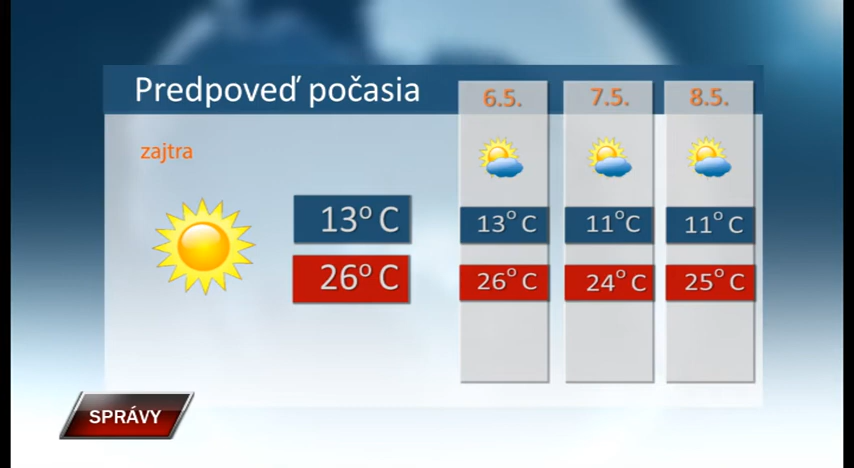 Predpoveď počasia
zajtra
13° C
26° C
6.5.
13° C
26° C
7.5.
11°C
24° C
8.5.
11° C
25° C
SPRÁVY